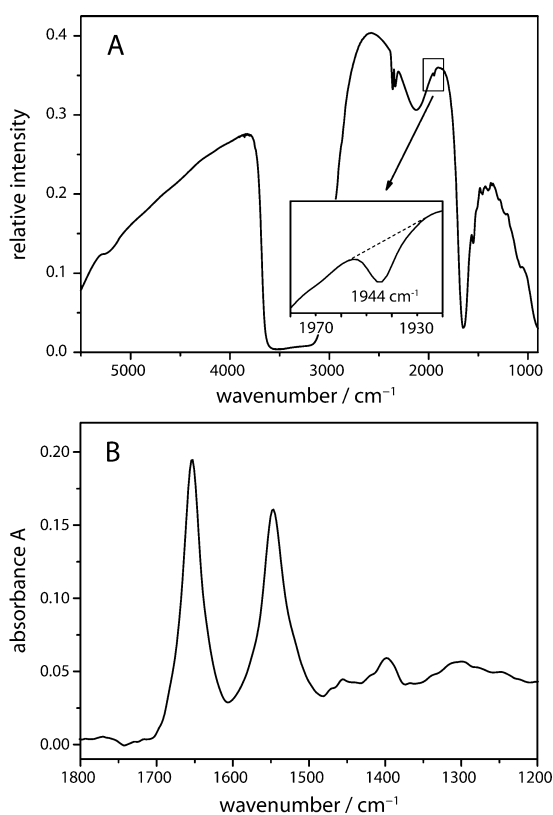 A
0.4
0.3
0.2
0.1
0.0
relative intensity
1944 cm⁻¹
1970 1930
5000 4000 3000 2000 1000
wavenumber / cm⁻¹
B
0.20
0.15
0.10
0.05
0.00
absorbance A
1800 1700 1600 1500 1400 1300 1200
wavenumber / cm⁻¹